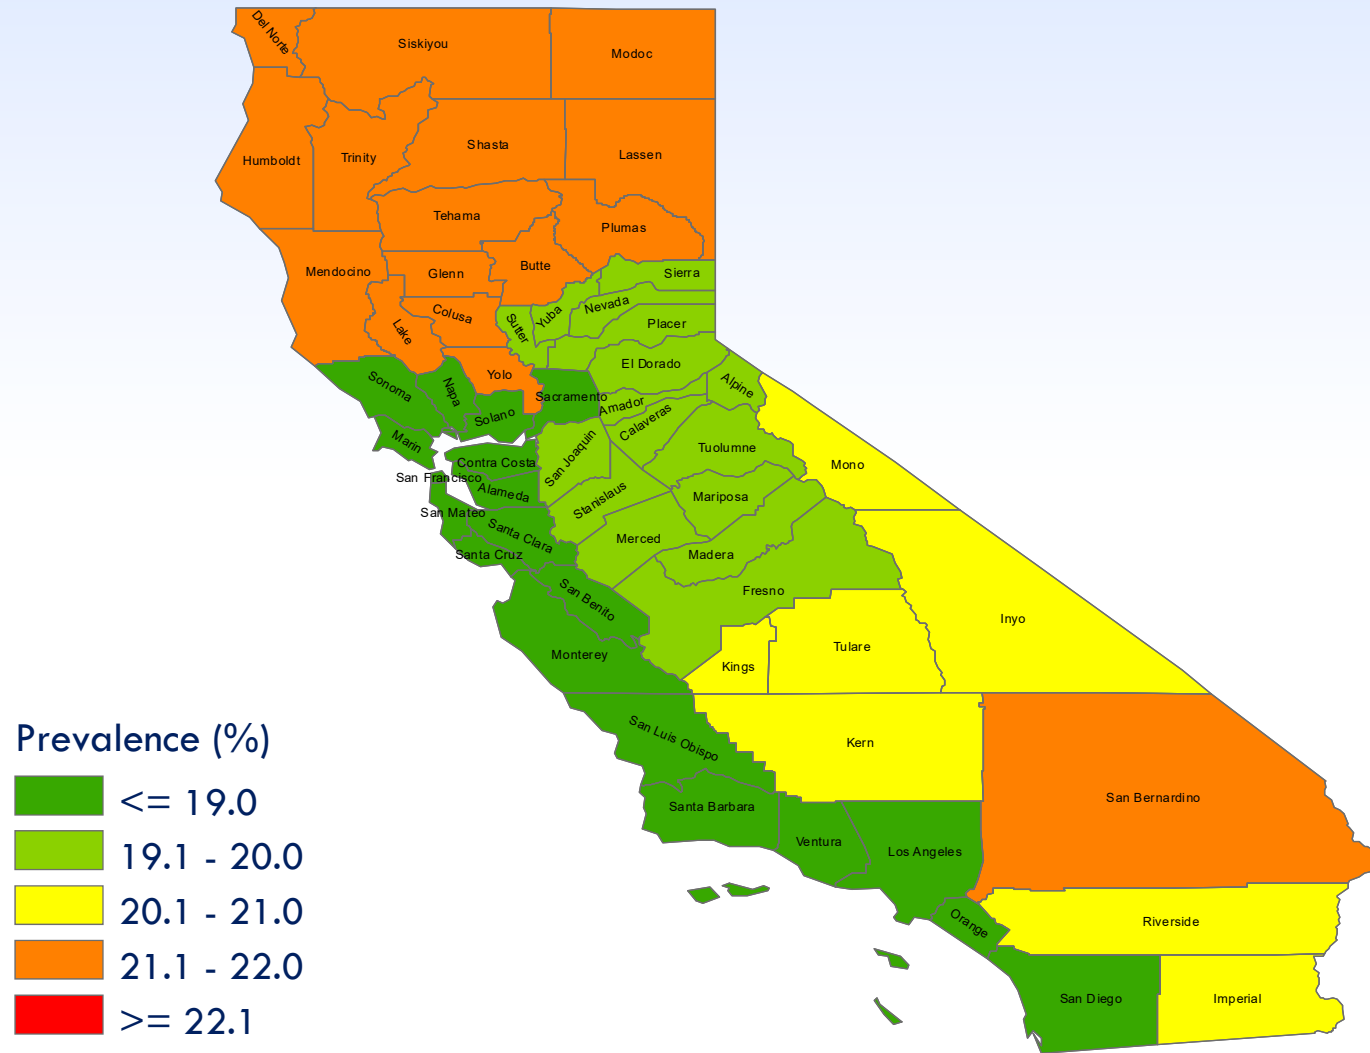 Del Norte
Siskiyou
Modoc
Humboldt
Trinity
Shasta
Lassen
Tehama
Plumas
Mendocino
Glenn
Butte
Sierra
Colusa
Lake
Sutter
Yuba
Nevada
Placer
Yolo
El Dorado
Sonoma
Napa
Solano
Sacramento
Amador
Alpine
Calaveras
Marin
Contra Costa
San Joaquin
Tuolumne
Mono
San Francisco
Alameda
Stanislaus
Mariposa
San Mateo
Santa Clara
Merced
Santa Cruz
Madera
San Benito
Fresno
Inyo
Monterey
Kings
Tulare
San Luis Obispo
Kern
San Bernardino
Santa Barbara
Ventura
Los Angeles
Orange
Riverside
San Diego
Imperial
Prevalence (%)
<= 19.0
19.1 - 20.0
20.1 - 21.0
21.1 - 22.0
>= 22.1